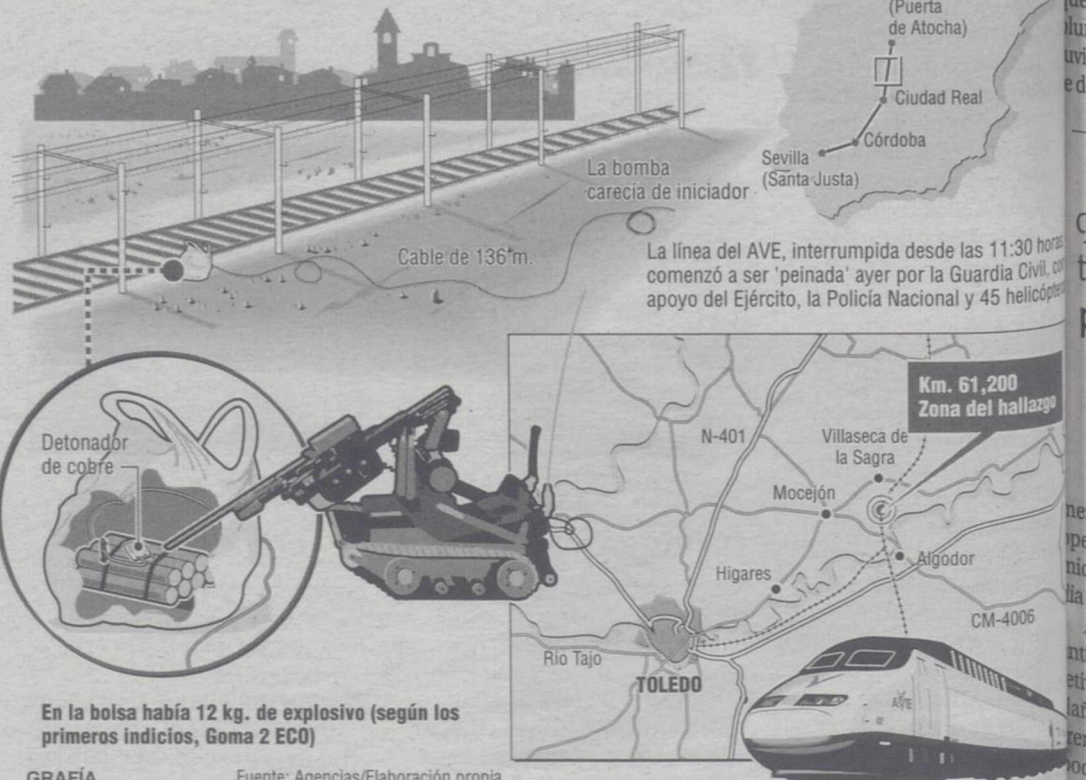 (Puerta
de Atocha)
Ciudad Real
Córdoba
Sevilla
(Santa Justa)
La bomba
carecía de iniciador
Cable de 136 m.
La línea del AVE, interrumpida desde las 11:30 horas
comenzó a ser 'peinada' ayer por la Guardia Civil,
apoyo del Ejército, la Policía Nacional y 45
Km. 61,200
Zona del hallazgo
N-401
Villaseca de
la Sagra
Mocejón
Detonador
de cobre
Higares
Algodor
CM-4006
Rio Tajo
TOLEDO
AVE
En la bolsa había 12 kg. de explosivo (según los
primeros indicios, Goma 2 ECO)
GRAFÍA
Fuente: Agencias/Elaboración propia